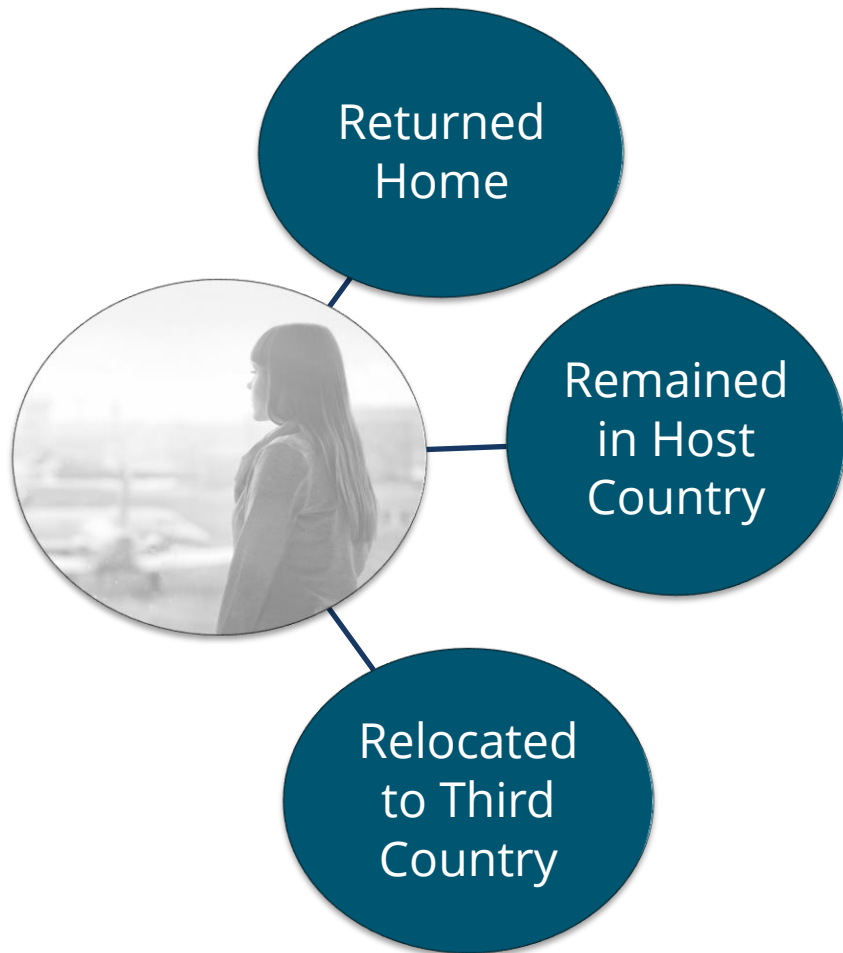 Returned
Home
Remained
in Host
Country
Relocated
to Third
Country